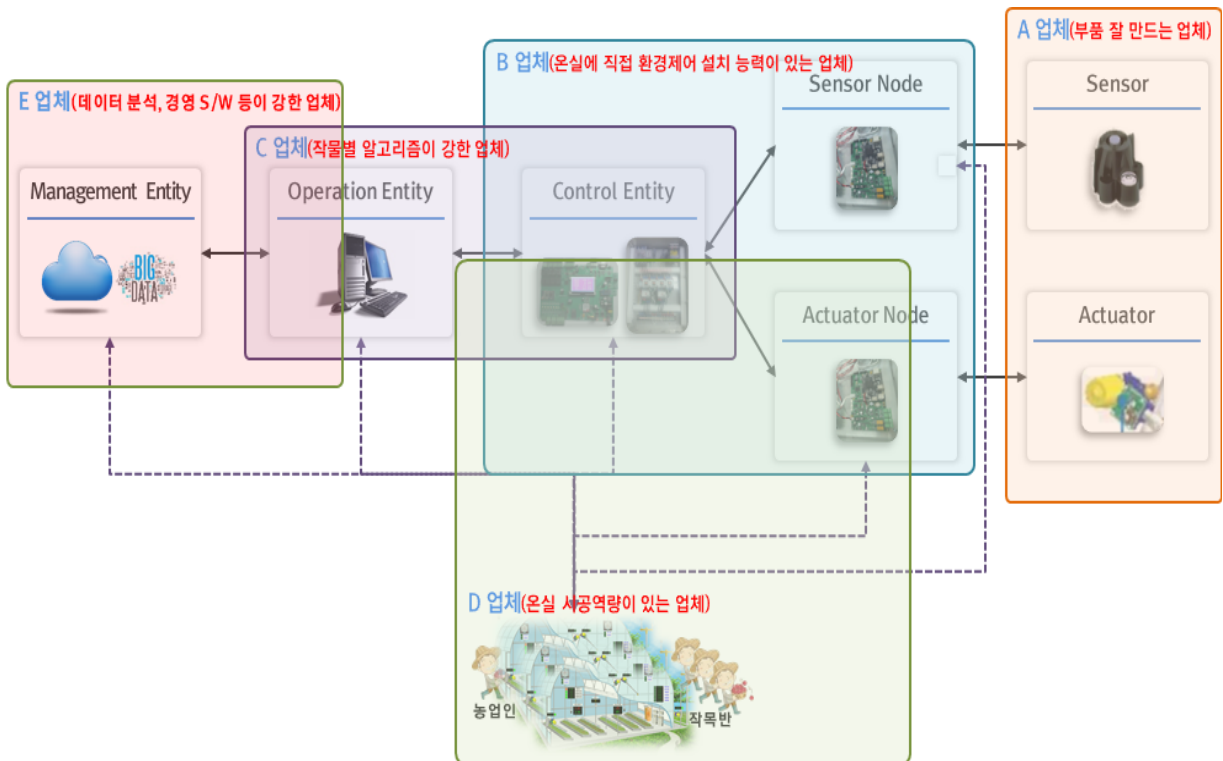 A 업체(부품 잘 만드는 업체)
B 업체(온실에 직접 환경제어 설치 능력이 있는 업체)
Sensor Node
Sensor
E 업체(데이터 분석, 경영 S/W 등이 강한 업체)
C 업체(작물별 알고리즘이 강한 업체)
Management Entity
Operation Entity
Control Entity
BIG
DATA
Actuator Node
Actuator
D 업체(온실 시공역량이 있는 업체)
농업인
작목반